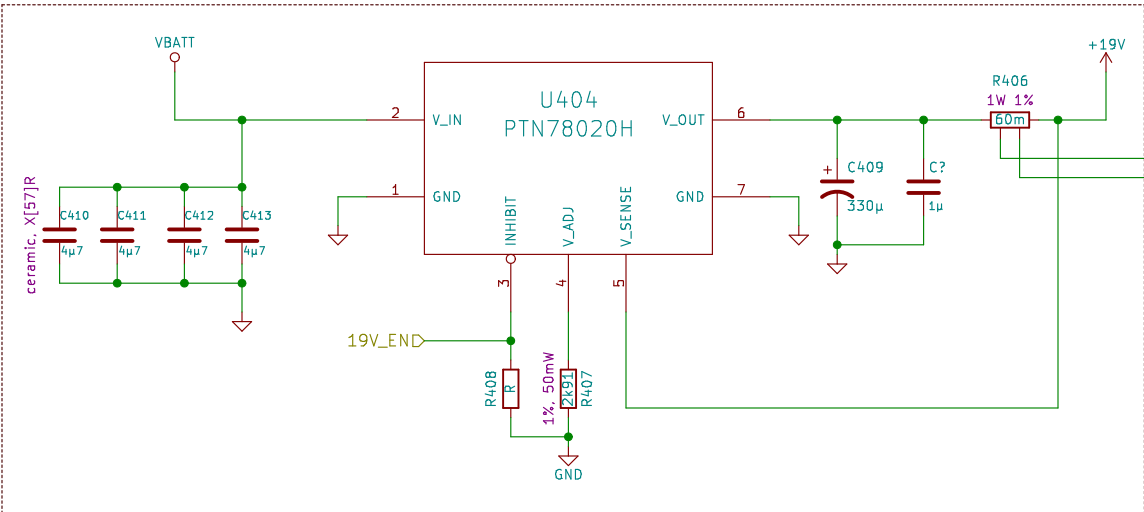 VBATT
+19V
R406
1W 1%
60m
U404
PTN78020H
2
V_IN
V_OUT
6
1
GND
GND
7
INHIBIT
V_ADJ
V_SENSE
3
4
5
ceramic, X[57]R
C410
4µ7
C411
4µ7
C412
4µ7
C413
4µ7
+
C409
330µ
C?
1µ
19V_EN
R408
R
1%, 50mW
2k91
R407
GND